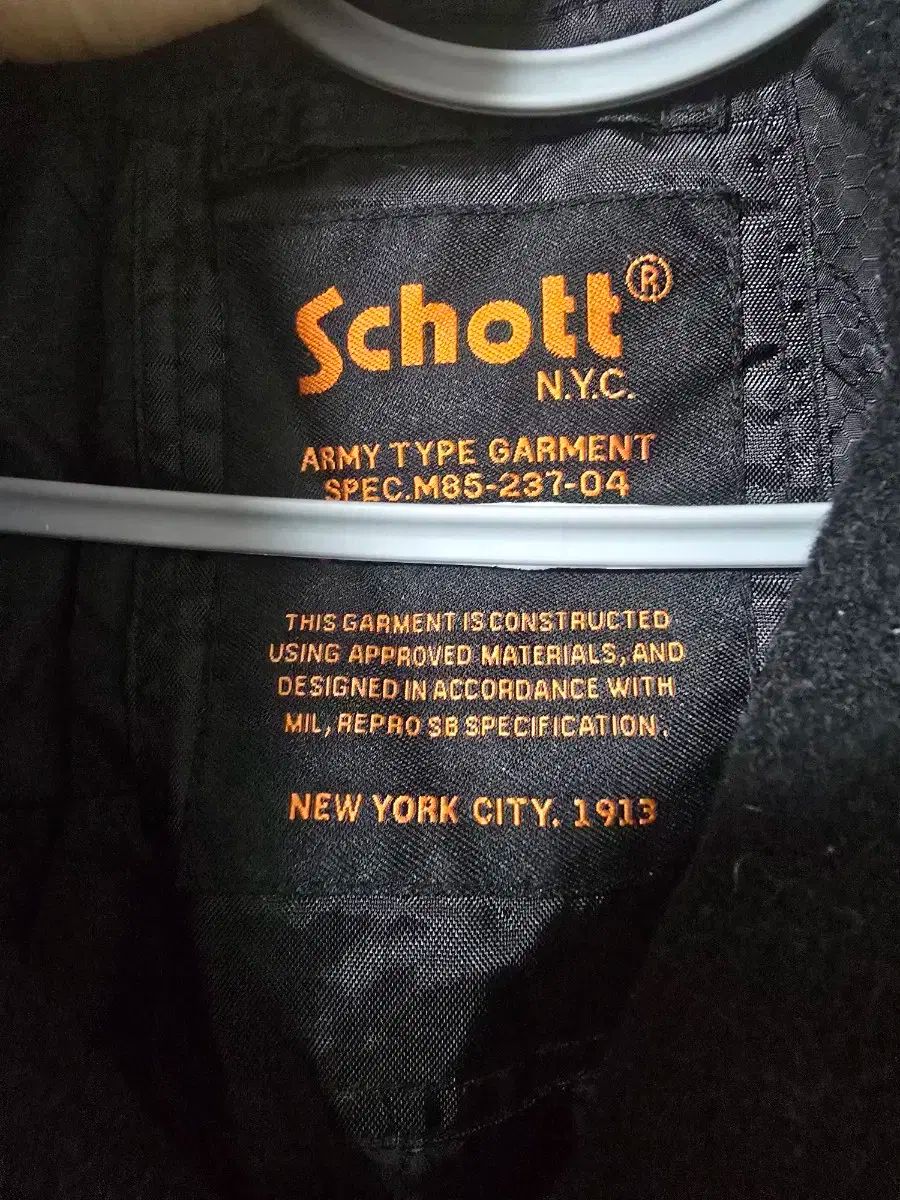 Schott®
N.Y.C.
ARMY TYPE GARMENT
SPEC.M85-237-04
THIS GARMENT IS CONSTRUCTED
USING APPROVED MATERIALS, AND
DESIGNED IN ACCORDANCE WITH
MIL, REPRO SB SPECIFICATION.
NEW YORK CITY. 1913